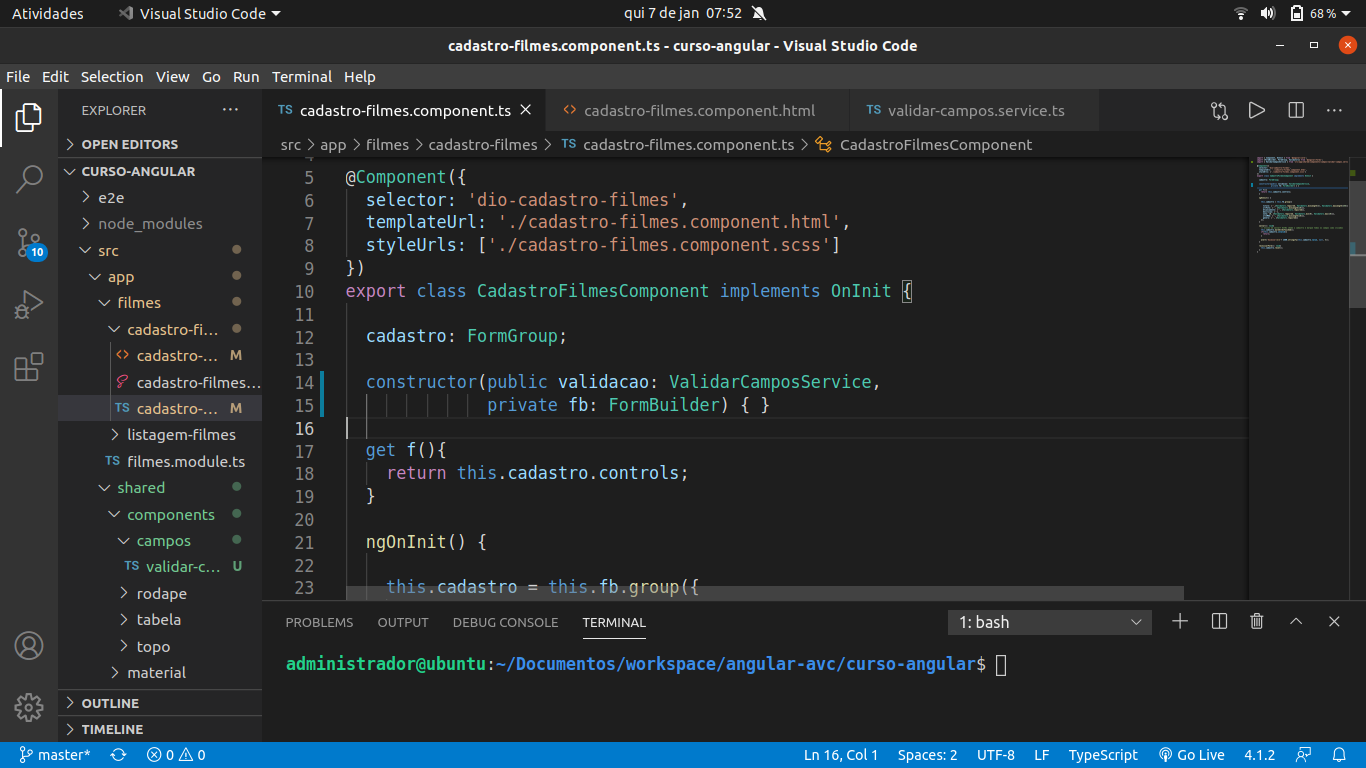 Atividades Visual Studio Code qui 7 de jan 07:52 68 %
cadastro-filmes.component.ts - curso-angular - Visual Studio Code
File Edit Selection View Go Run Terminal Help
EXPLORER ···
OPEN EDITORS
CURSO-ANGULAR
e2e
node_modules
10
src
app
filmes
cadastro-fi...
cadastro-... M
cadastro-filmes...
TS cadastro-... M
listagem-filmes
TS filmes.module.ts
shared
components
campos
TS validar-c... U
rodape
tabela
topo
material
OUTLINE
TIMELINE
TS cadastro-filmes.component.ts
<> cadastro-filmes.component.html
TS validar-campos.service.ts
src > app > filmes > cadastro-filmes > TS cadastro-filmes.component.ts > CadastroFilmesComponent
4
5 @Component({
6 selector: 'dio-cadastro-filmes',
7 templateUrl: './cadastro-filmes.component.html',
8 styleUrls: ['./cadastro-filmes.component.scss']
9 })
10 export class CadastroFilmesComponent implements OnInit {
11
12 cadastro: FormGroup;
13
14 constructor(public validacao: ValidarCamposService,
15 private fb: FormBuilder) { }
16
17 get f(){
18 return this.cadastro.controls;
19 }
20
21 ngOnInit() {
22
23 this.cadastro = this.fb.group({
PROBLEMS OUTPUT DEBUG CONSOLE TERMINAL 1: bash
administrador@ubuntu:~/Documentos/workspace/angular-avc/curso-angular$
master* 0 0 Ln 16, Col 1 Spaces: 2 UTF-8 LF TypeScript Go Live 4.1.2